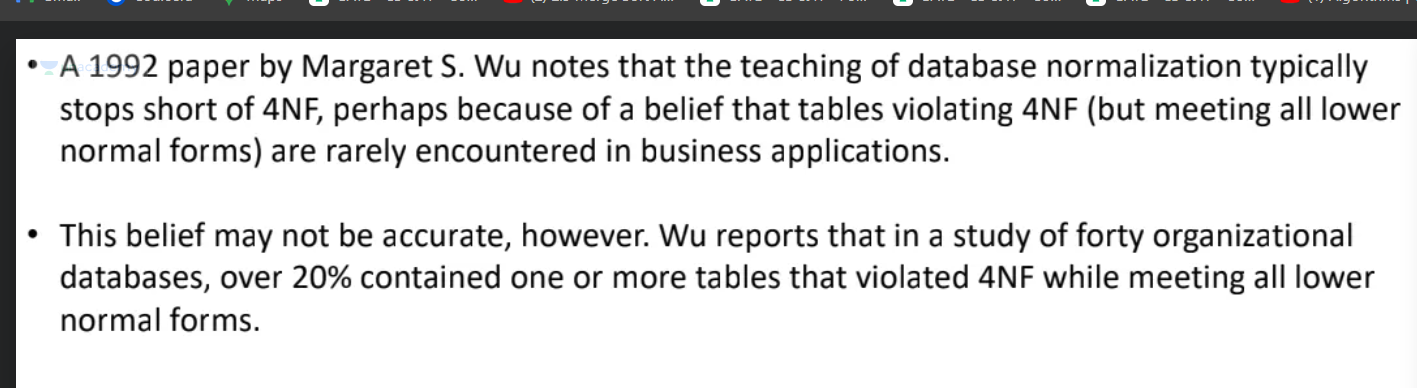 • A 1992 paper by Margaret S. Wu notes that the teaching of database normalization typically
stops short of 4NF, perhaps because of a belief that tables violating 4NF (but meeting all lower
normal forms) are rarely encountered in business applications.
• This belief may not be accurate, however. Wu reports that in a study of forty organizational
databases, over 20% contained one or more tables that violated 4NF while meeting all lower
normal forms.